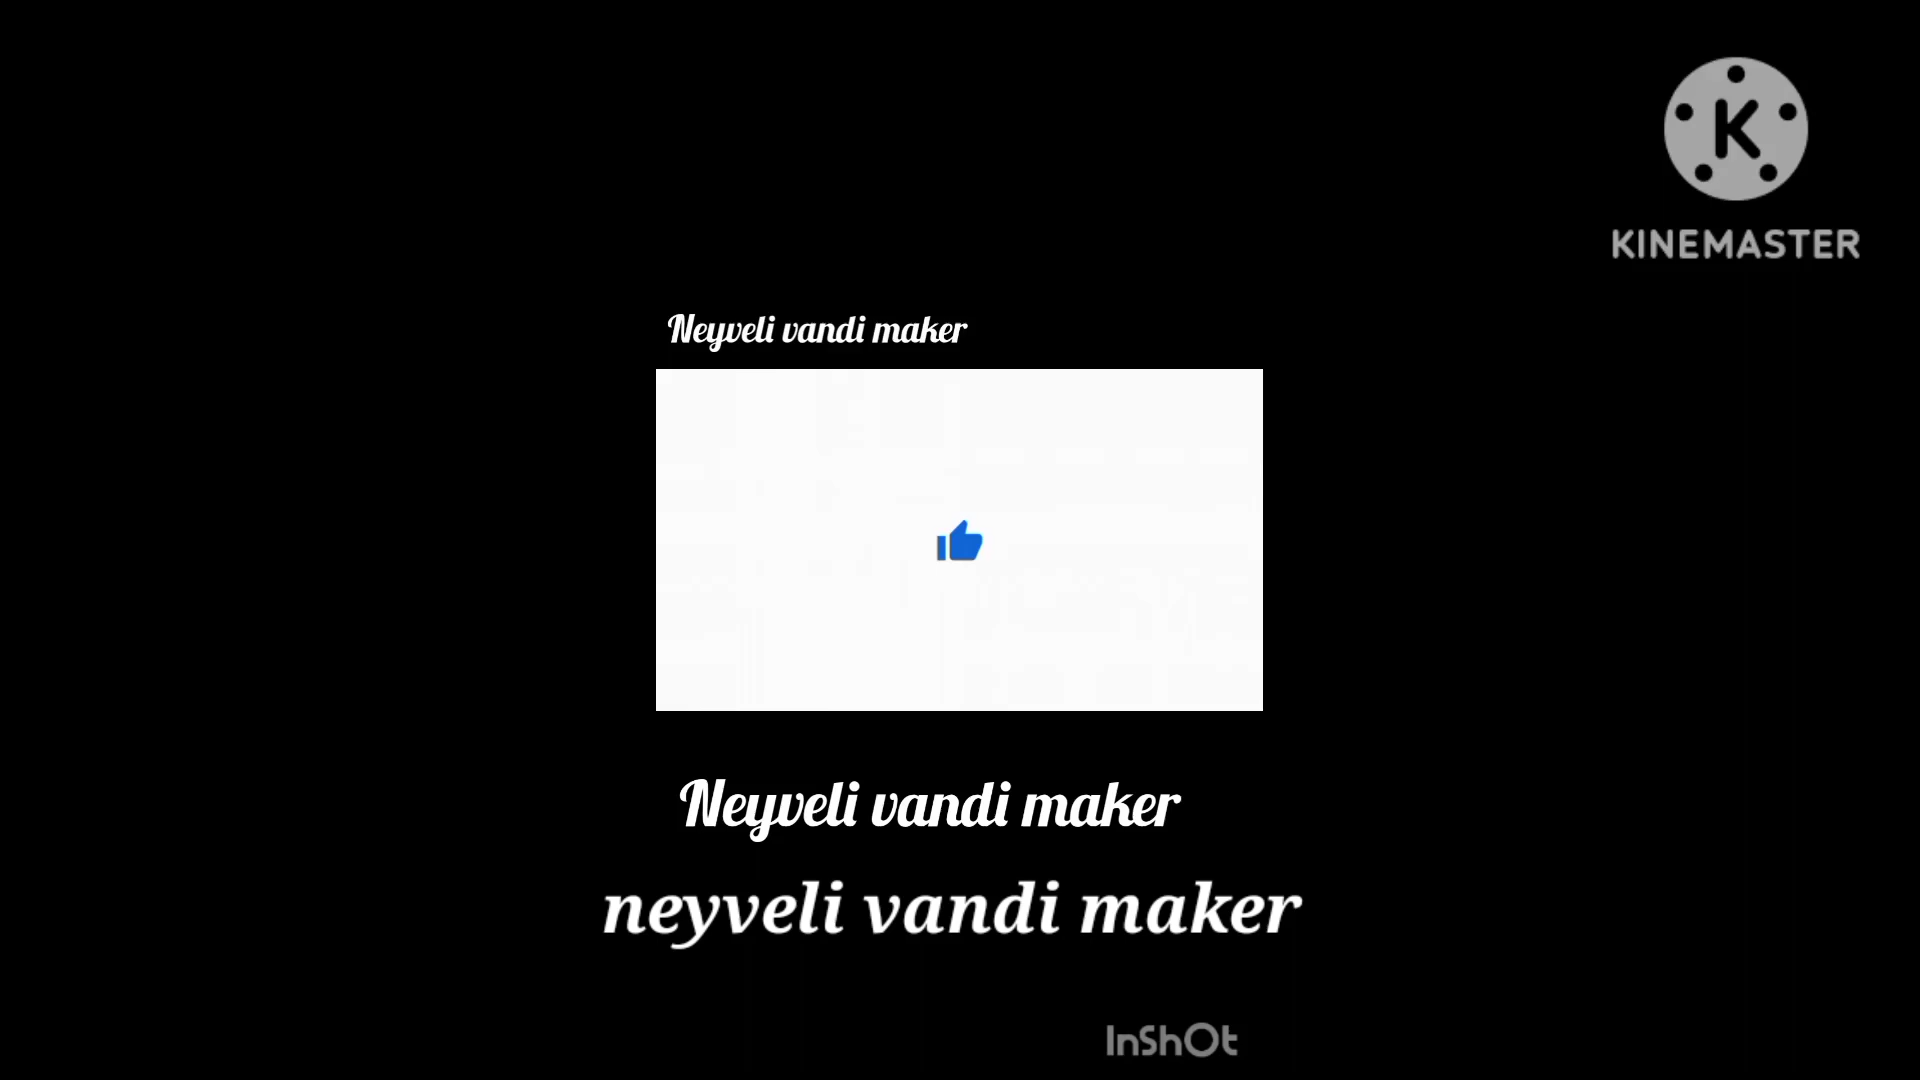 K
KINEMASTER
Neyveli vandi maker
Neyveli vandi maker
neyveli vandi maker
InShOt